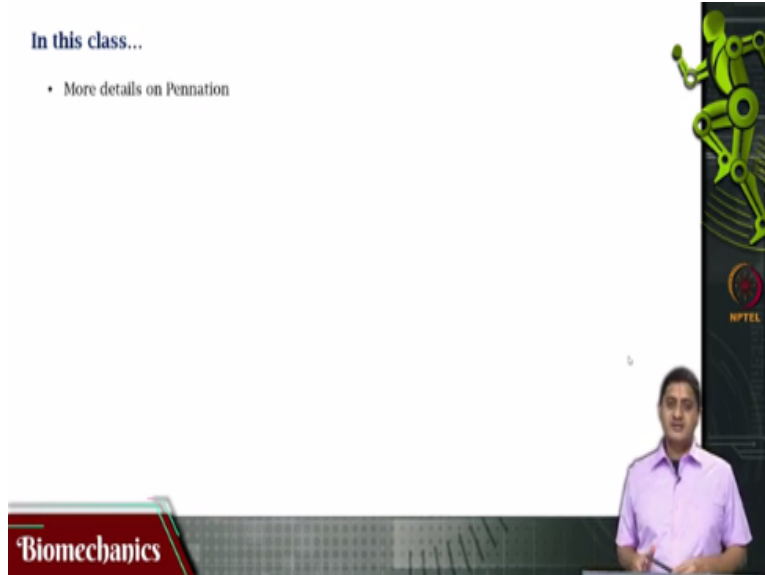 In this class...
• More details on Pennation
NPTEL
Biomechanics